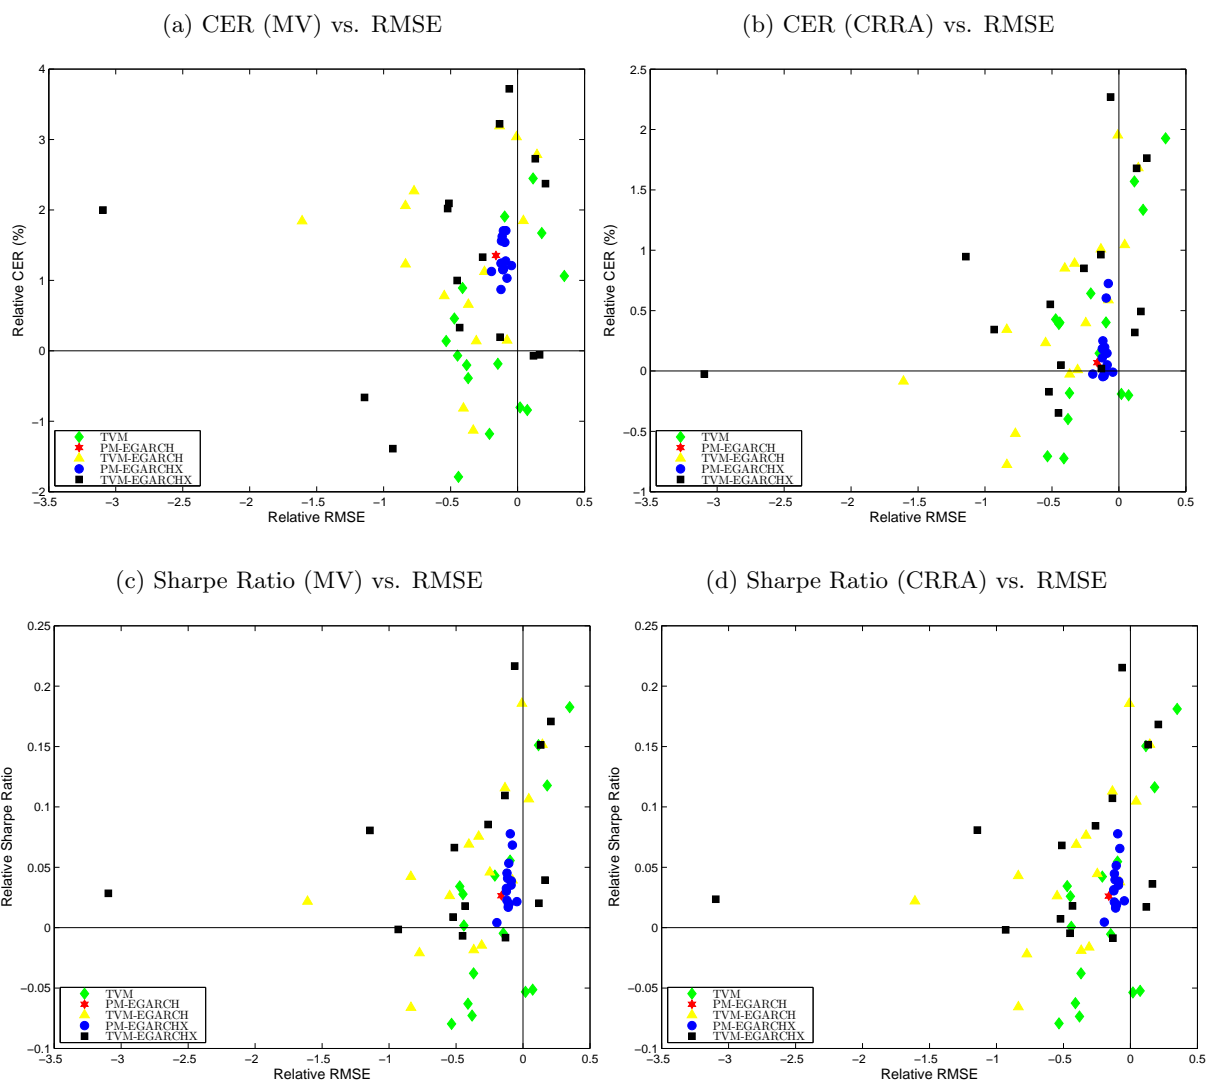 (a) CER (MV) vs. RMSE
4
3
2
1
0
−1
−2
Relative CER (%)
−3.5 −3 −2.5 −2 −1.5 −1 −0.5 0 0.5
Relative RMSE
TVM
PM-EGARCH
TVM-EGARCH
PM-EGARCHX
TVM-EGARCHX
(b) CER (CRRA) vs. RMSE
2.5
2
1.5
1
0.5
0
−0.5
−1
Relative CER (%)
−3.5 −3 −2.5 −2 −1.5 −1 −0.5 0 0.5
Relative RMSE
TVM
PM-EGARCH
TVM-EGARCH
PM-EGARCHX
TVM-EGARCHX
(c) Sharpe Ratio (MV) vs. RMSE
0.25
0.2
0.15
0.1
0.05
0
−0.05
−0.1
Relative Sharpe Ratio
−3.5 −3 −2.5 −2 −1.5 −1 −0.5 0 0.5
Relative RMSE
TVM
PM-EGARCH
TVM-EGARCH
PM-EGARCHX
TVM-EGARCHX
(d) Sharpe Ratio (CRRA) vs. RMSE
0.25
0.2
0.15
0.1
0.05
0
−0.05
−0.1
Relative Sharpe Ratio
−3.5 −3 −2.5 −2 −1.5 −1 −0.5 0 0.5
Relative RMSE
TVM
PM-EGARCH
TVM-EGARCH
PM-EGARCHX
TVM-EGARCHX